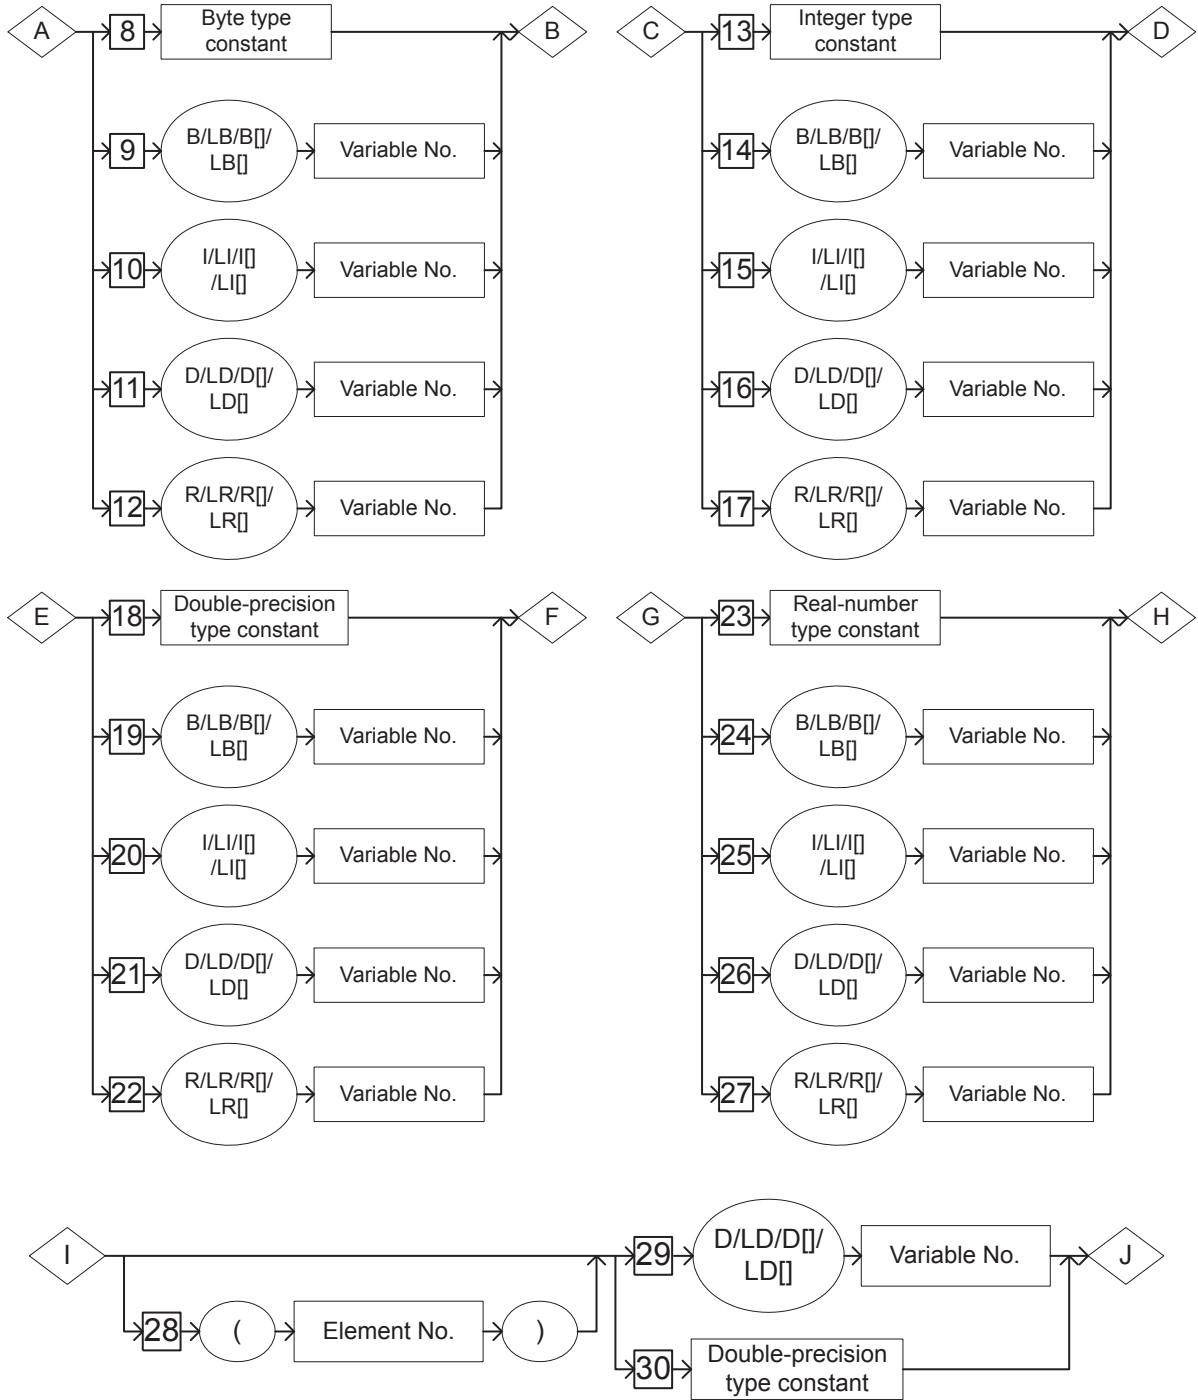 A
8
Byte type
constant
B
9
B/LB/B[]/
LB[]
Variable No.
10
I/LI/I[]
/LI[]
Variable No.
11
D/LD/D[]/
LD[]
Variable No.
12
R/LR/R[]/
LR[]
Variable No.
C
13
Integer type
constant
D
14
B/LB/B[]/
LB[]
Variable No.
15
I/LI/I[]
/LI[]
Variable No.
16
D/LD/D[]/
LD[]
Variable No.
17
R/LR/R[]/
LR[]
Variable No.
E
18
Double-precision
type constant
F
19
B/LB/B[]/
LB[]
Variable No.
20
I/LI/I[]
/LI[]
Variable No.
21
D/LD/D[]/
LD[]
Variable No.
22
R/LR/R[]/
LR[]
Variable No.
G
23
Real-number
type constant
H
24
B/LB/B[]/
LB[]
Variable No.
25
I/LI/I[]
/LI[]
Variable No.
26
D/LD/D[]/
LD[]
Variable No.
27
R/LR/R[]/
LR[]
Variable No.
I
28
(
Element No.
)
29
D/LD/D[]/
LD[]
Variable No.
J
30
Double-precision
type constant